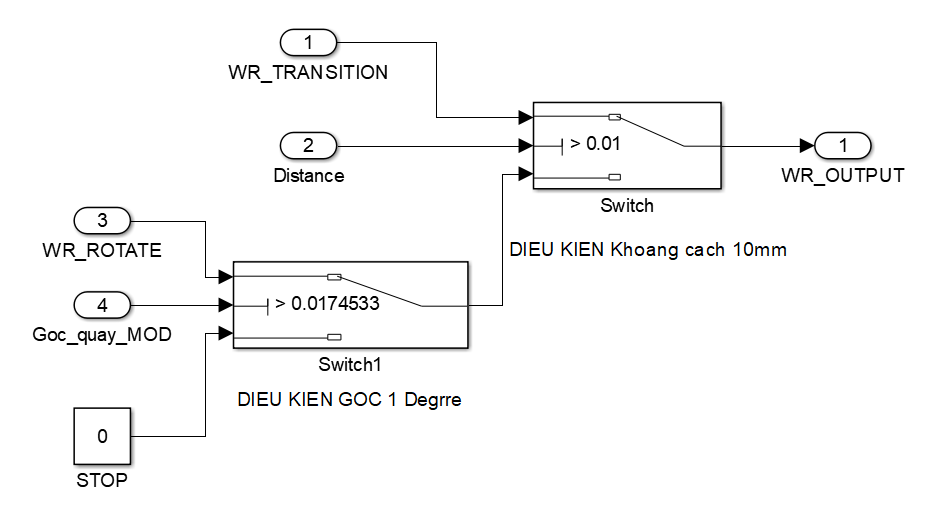 1
WR_TRANSITION
2
Distance
> 0.01
Switch
1
WR_OUTPUT
DIEU KIEN Khoang cach 10mm
3
WR_ROTATE
4
Goc_quay_MOD
> 0.0174533
Switch1
DIEU KIEN GOC 1 Degrre
0
STOP